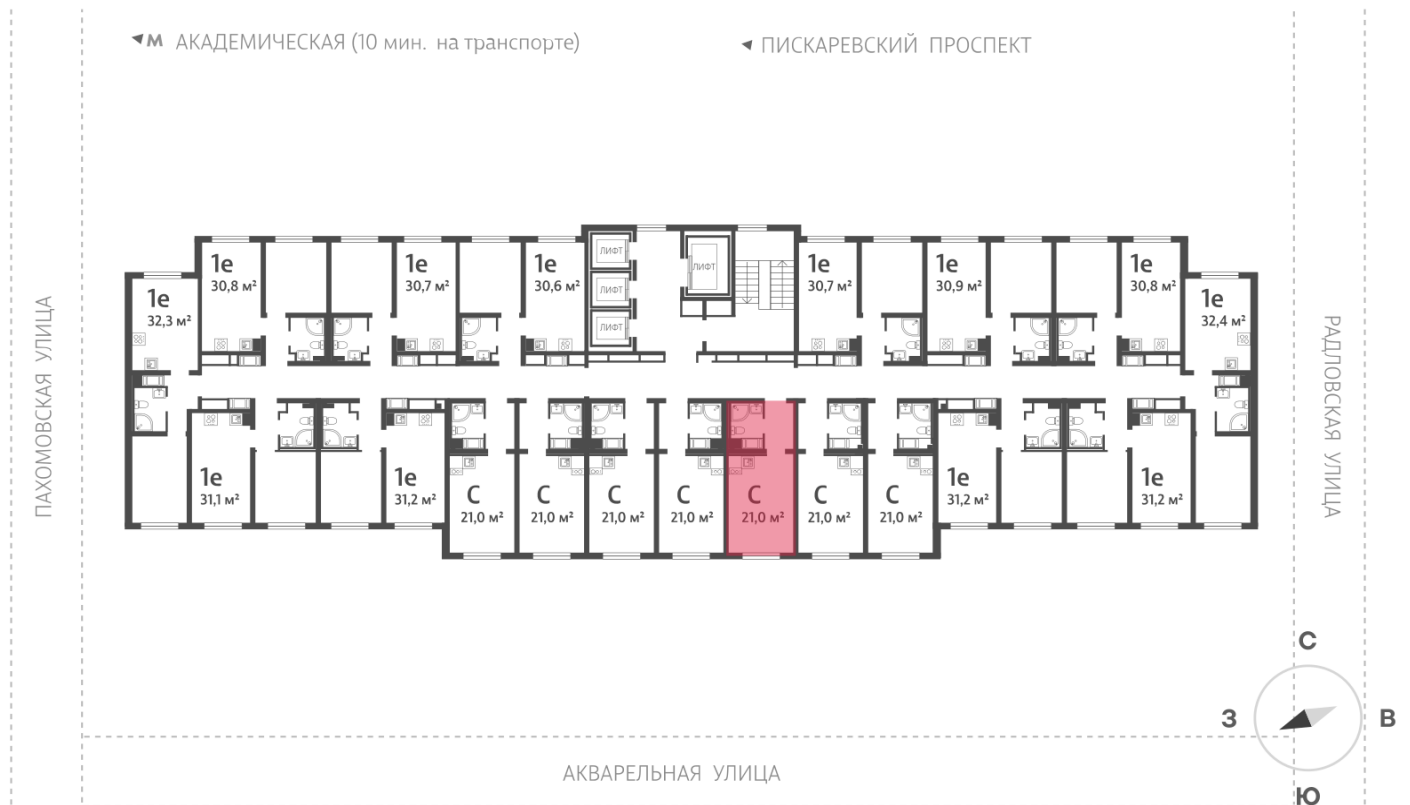 М АКАДЕМИЧЕСКАЯ (10 мин. на транспорте)
ПИСКАРЕВСКИЙ ПРОСПЕКТ
ПАХОМОВСКАЯ УЛИЦА
РАДЛОВСКАЯ УЛИЦА
1е
32,3 м²
1е
30,8 м²
1е
30,7 м²
1е
30,6 м²
ЛИФТ
ЛИФТ
ЛИФТ
ЛИФТ
1е
30,7 м²
1е
30,9 м²
1е
30,8 м²
1е
32,4 м²
1е
31,1 м²
1е
31,2 м²
С
21,0 м²
С
21,0 м²
С
21,0 м²
С
21,0 м²
С
21,0 м²
С
21,0 м²
С
21,0 м²
1е
31,2 м²
1е
31,2 м²
С
З
В
Ю
АКВАРЕЛЬНАЯ УЛИЦА